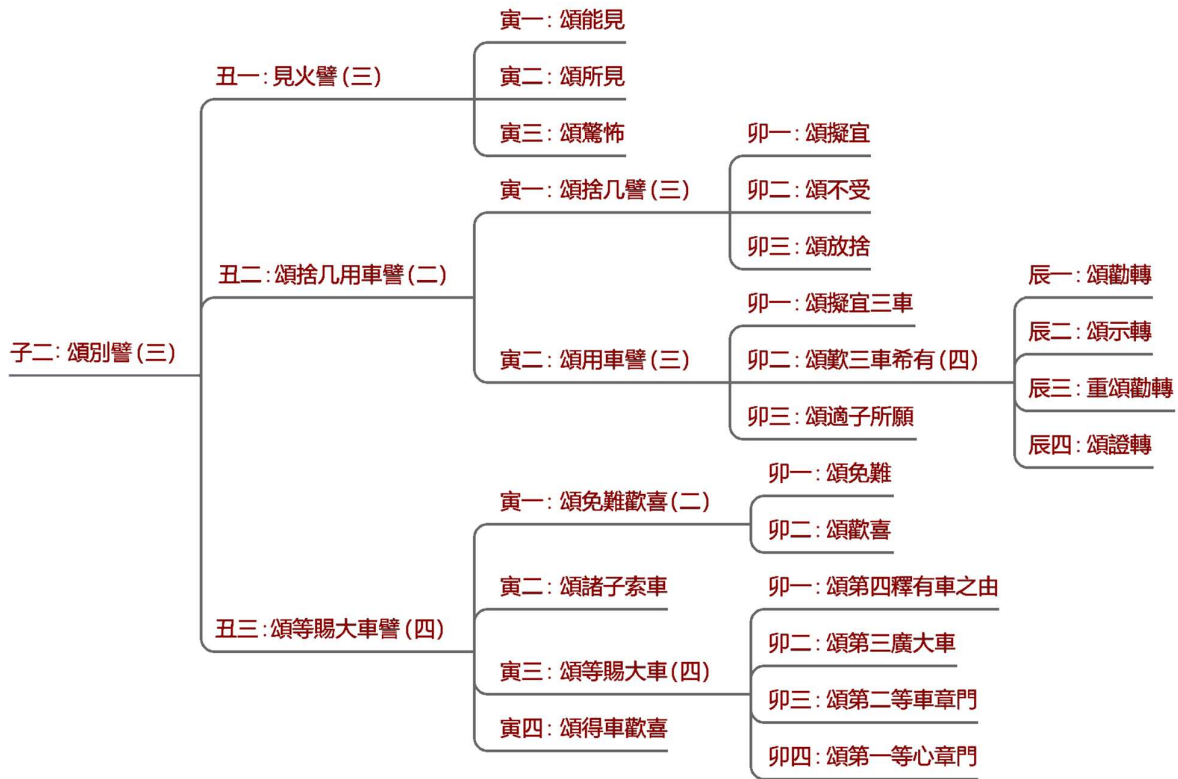 子二：頌別譬(三)
丑一：見火譬(三)
寅一：頌能見
寅二：頌所見
寅三：頌驚怖
丑二：頌捨几用車譬(二)
寅一：頌捨几譬(三)
卯一：頌擬宜
卯二：頌不受
卯三：頌放捨
寅二：頌用車譬(三)
卯一：頌擬宜三車
卯二：頌歎三車希有(四)
辰一：頌勸轉
辰二：頌示轉
辰三：重頌勸轉
辰四：頌證轉
卯三：頌適子所願
丑三：頌等賜大車譬(四)
寅一：頌免難歡喜(二)
卯一：頌免難
卯二：頌歡喜
寅二：頌諸子索車
寅三：頌等賜大車(四)
卯一：頌第四釋有車之由
卯二：頌第三廣大車
卯三：頌第二等車章門
卯四：頌第一等心章門
寅四：頌得車歡喜